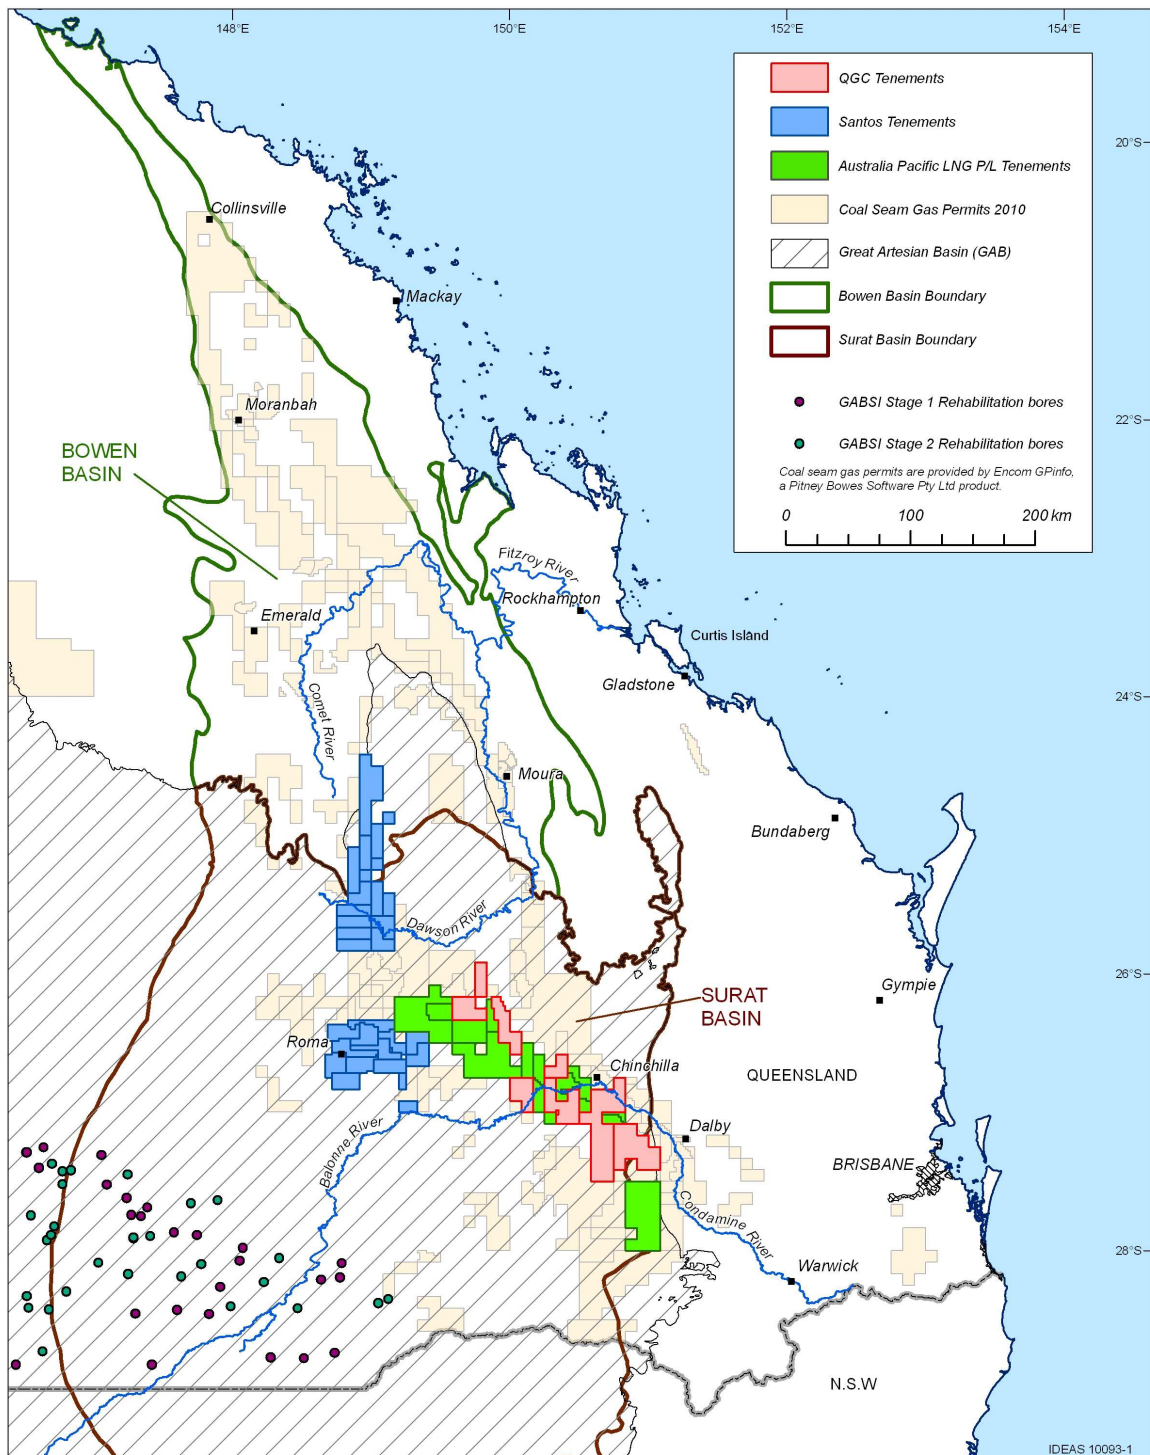 148°E
150°E
152°E
154°E
QGC Tenements
Santos Tenements
Australia Pacific LNG P/L Tenements
Coal Seam Gas Permits 2010
Great Artesian Basin (GAB)
Bowen Basin Boundary
Surat Basin Boundary
GABSI Stage 1 Rehabilitation bores
GABSI Stage 2 Rehabilitation bores
Coal seam gas permits are provided by Encom GPinfo,
a Pitney Bowes Software Pty Ltd product.
0
100
200 km
20°S
Collinsville
Mackay
Moranbah
22°S
BOWEN
BASIN
Fitzroy River
Rockhampton
Emerald
Curtis Island
Gladstone
24°S
Comet River
Moura
Bundaberg
Dawson River
26°S
Gympie
SURAT
BASIN
Roma
Chinchilla
QUEENSLAND
Dalby
Balonne River
BRISBANE
Condamine River
28°S
Warwick
N.S.W
IDEAS 10093-1